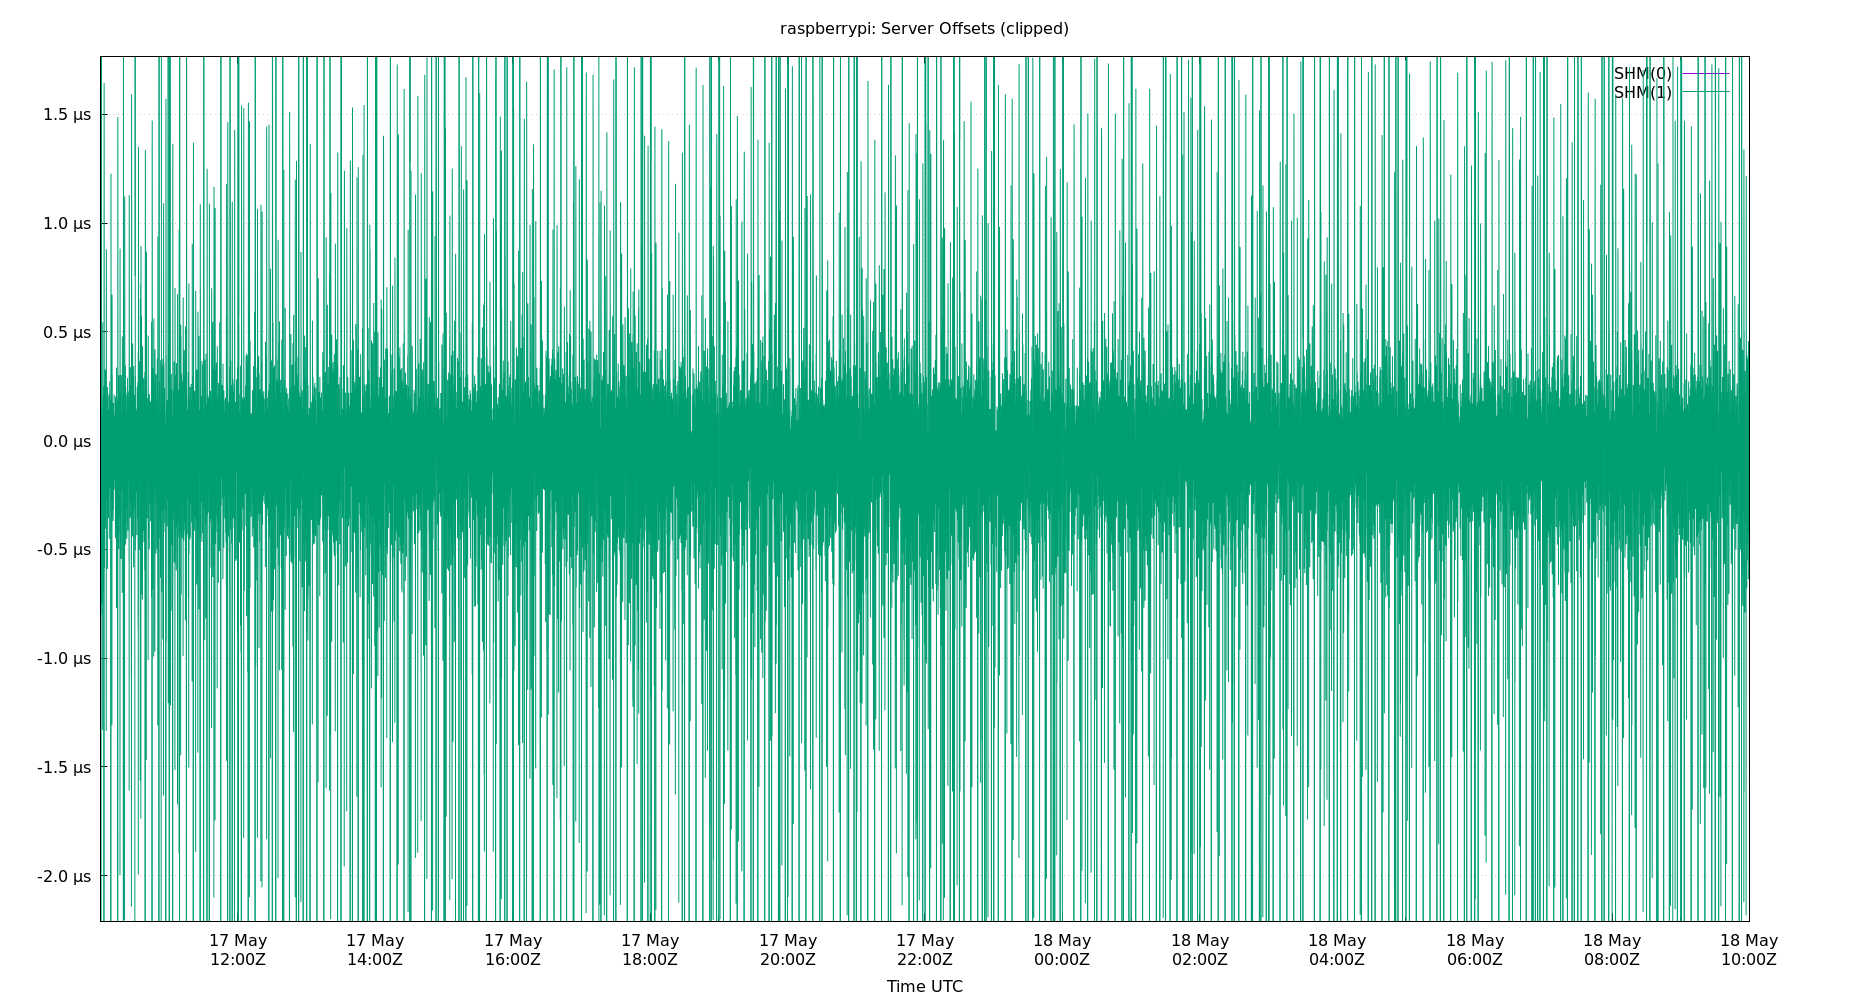 raspberrypi: Server Offsets (clipped)
SHM(0)
SHM(1)
1.5 µs
1.0 µs
0.5 µs
0.0 µs
-0.5 µs
-1.0 µs
-1.5 µs
-2.0 µs
17 May 17 May 17 May 17 May 17 May 17 May 18 May 18 May 18 May 18 May 18 May 18 May
12:00Z 14:00Z 16:00Z 18:00Z 20:00Z 22:00Z 00:00Z 02:00Z 04:00Z 06:00Z 08:00Z 10:00Z
Time UTC